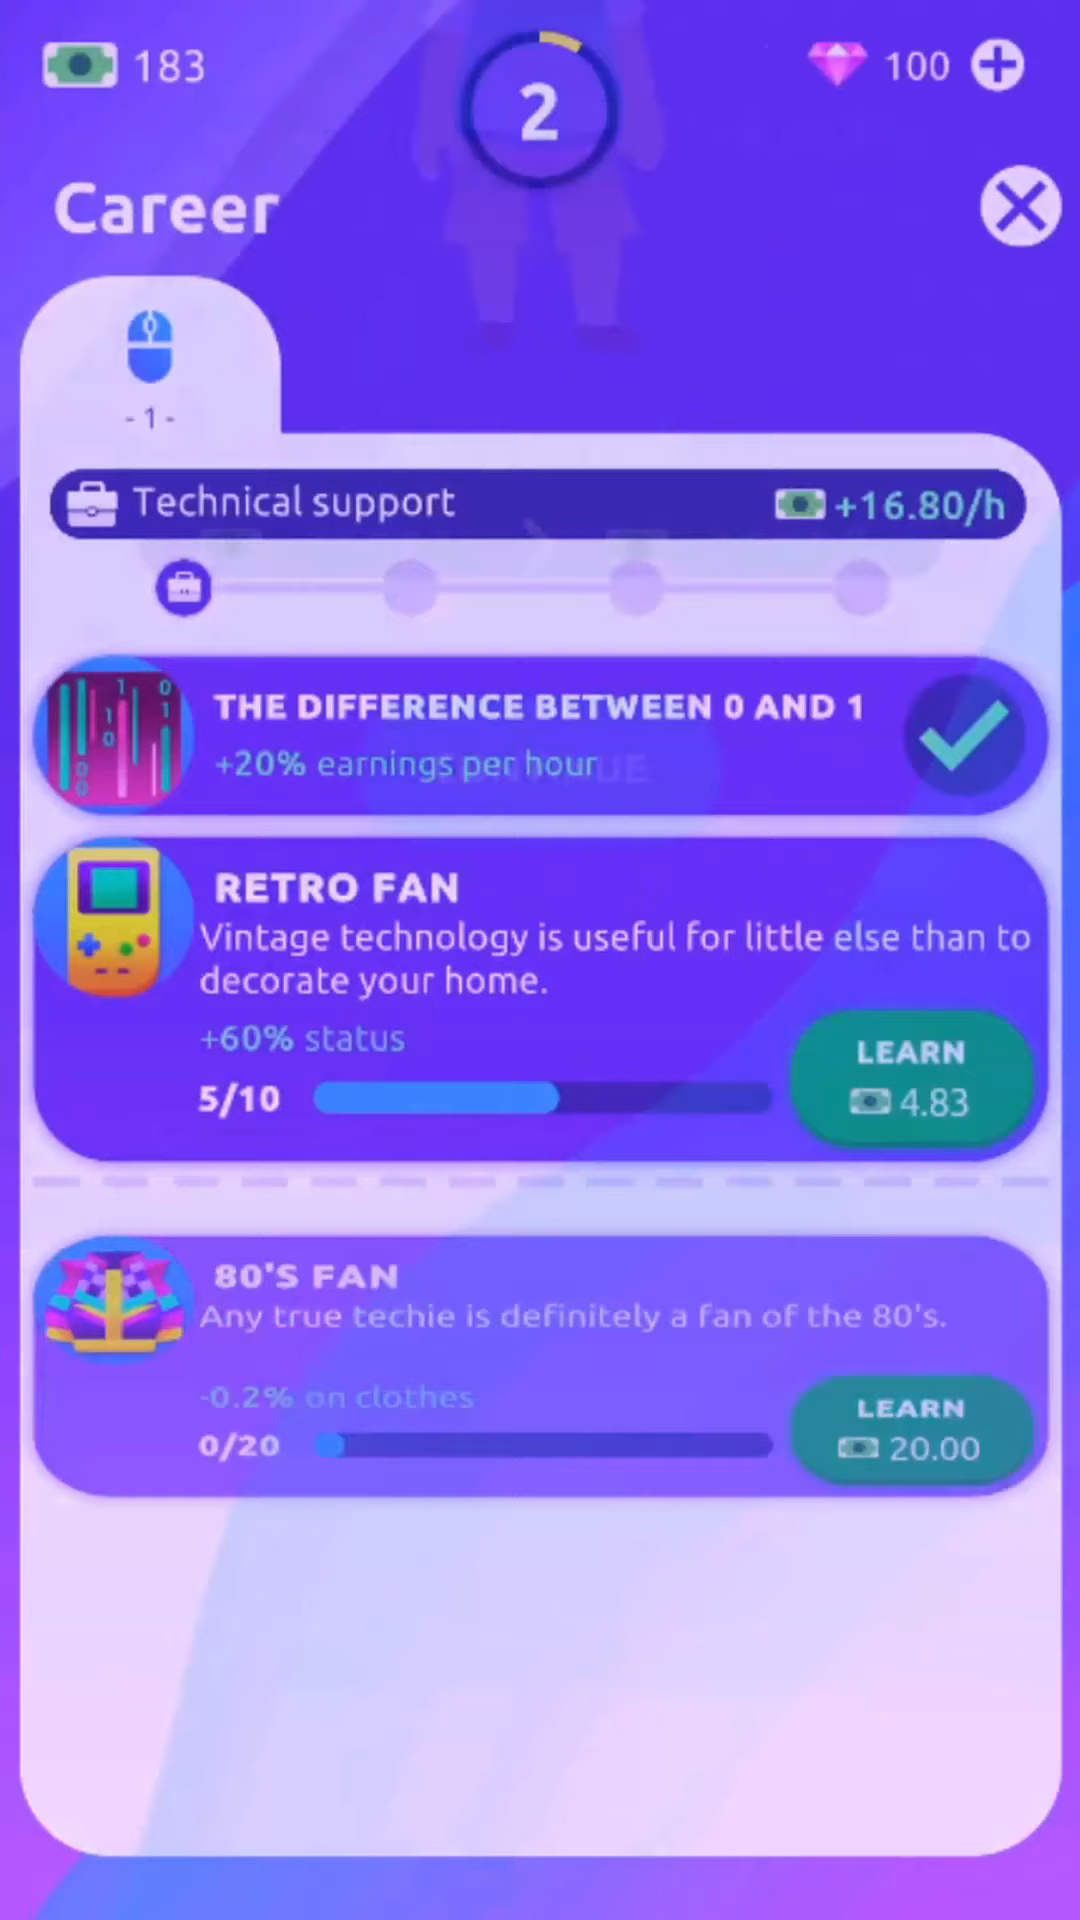 183
2
100
Career
- 1 -
Technical support
+16.80/h
THE DIFFERENCE BETWEEN 0 AND 1
+20% earnings per hour
RETRO FAN
Vintage technology is useful for little else than to
decorate your home.
+60% status
5/10
LEARN
4.83
80'S FAN
Any true techie is definitely a fan of the 80's.
-0.2% on clothes
0/20
LEARN
20.00